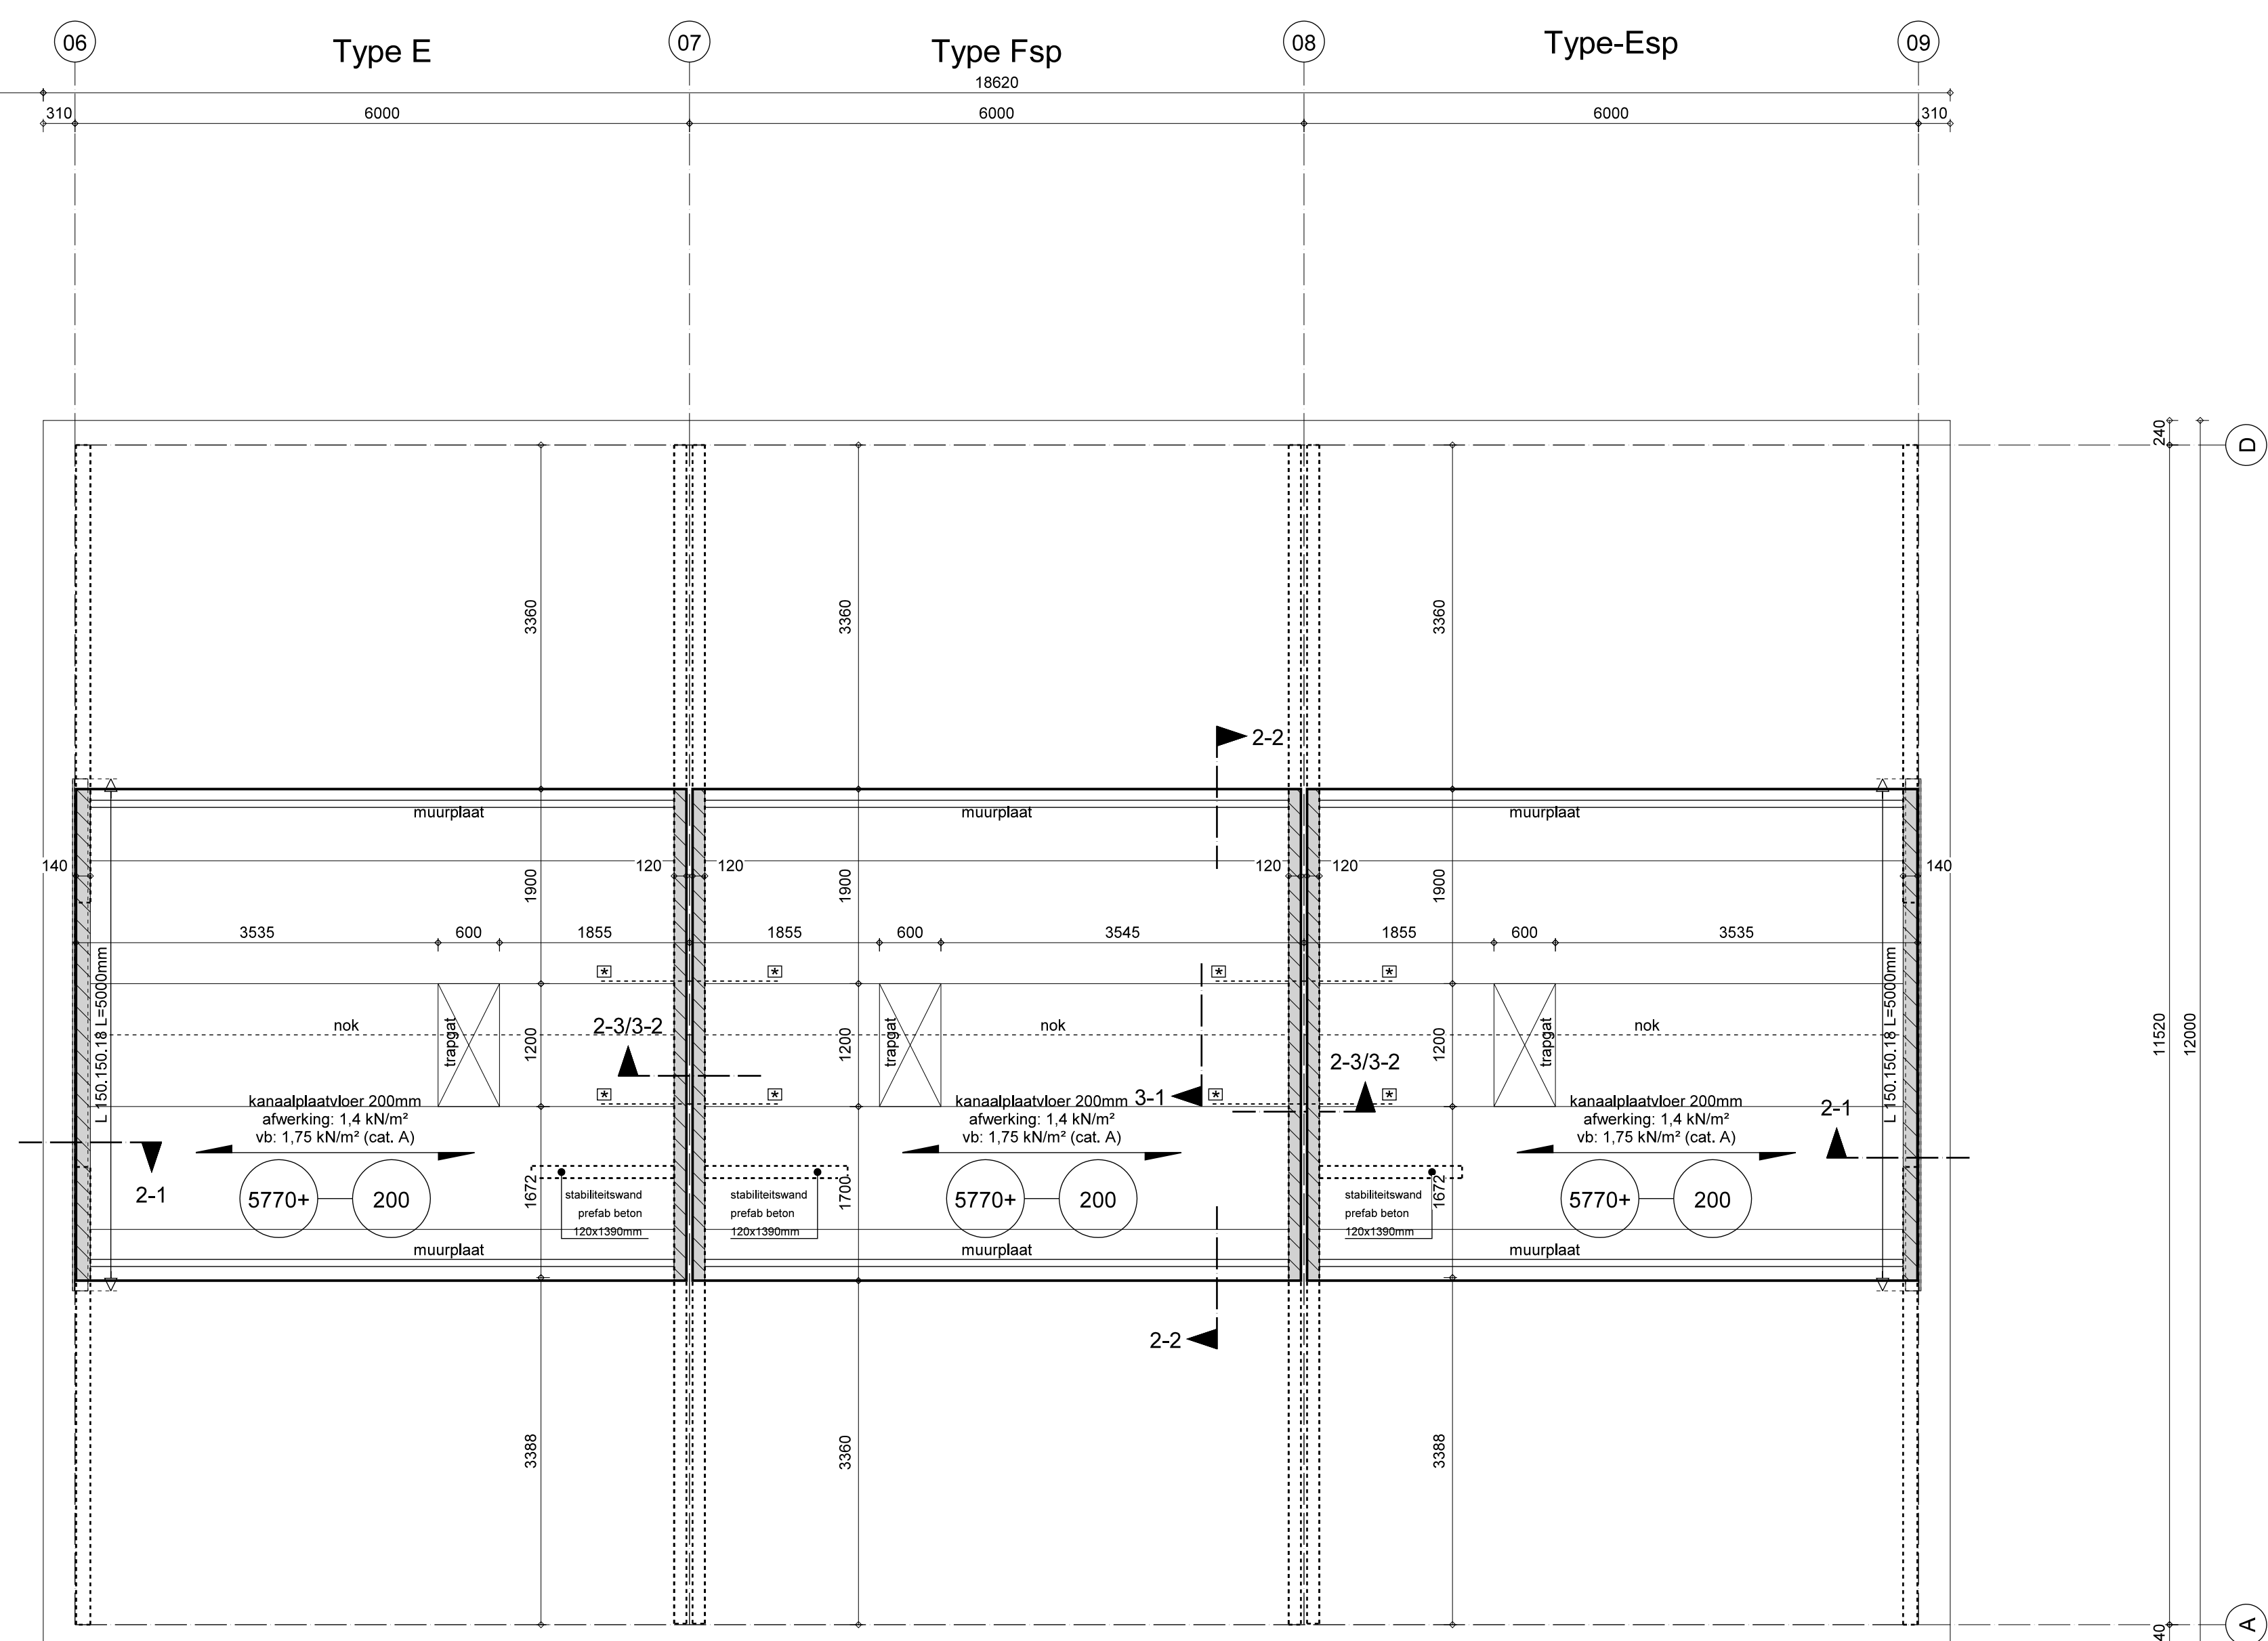 06
Type E
07
Type Fsp
08
Type-Esp
09
18620
310
6000
6000
6000
310
240
D
3360
3360
3360
2-2
muurplaat
muurplaat
muurplaat
140
120
120
120
120
140
1900
1900
1900
3535
600
1855
1855
600
3545
1855
600
3535
*
*
*
*
L 150.150.18 L=5000mm
L 150.150.18 L=5000mm
11520
12000
nok
trapgat
1200
2-3/3-2
nok
trapgat
1200
2-3/3-2
nok
trapgat
1200
*
*
*
*
3-1
kanaalplaatvloer 200mm
afwerking: 1,4 kN/m²
vb: 1,75 kN/m² (cat. A)
kanaalplaatvloer 200mm
afwerking: 1,4 kN/m²
vb: 1,75 kN/m² (cat. A)
kanaalplaatvloer 200mm
afwerking: 1,4 kN/m²
vb: 1,75 kN/m² (cat. A)
2-1
2-1
5770+
200
5770+
200
5770+
200
1672
1700
1672
stabiliteitswand
prefab beton
120x1390mm
stabiliteitswand
prefab beton
120x1390mm
stabiliteitswand
prefab beton
120x1390mm
muurplaat
muurplaat
muurplaat
2-2
3388
3360
3388
A